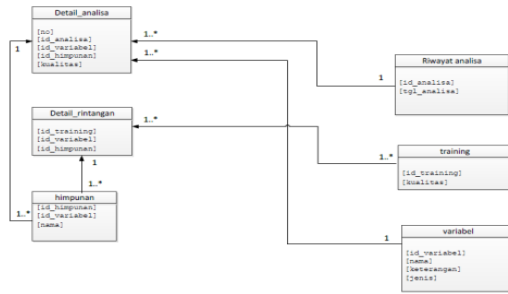 Detail_analisa
[no]
[id_analisa]
[id_variabel]
[id_himpunan]
[kualitas]
1
1..*
1..*
Riwayat analisa
[id_analisa]
[tgl_analisa]
1
Detail_rintangan
[id_training]
[id_variabel]
[id_himpunan]
1..*
1
training
[id_training]
[kualitas]
1..*
1..*
himpunan
[id_himpunan]
[id_variabel]
[nama]
1..*
variabel
[id_variabel]
[nama]
[keterangan]
[jenis]
1